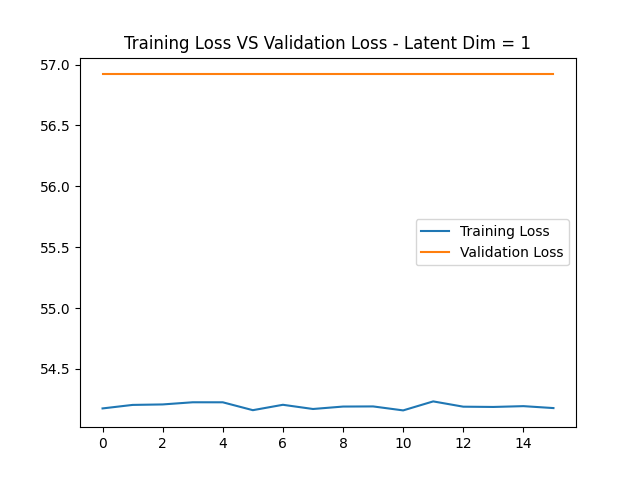 Training Loss VS Validation Loss - Latent Dim = 1
57.0
56.5
56.0
55.5
55.0
54.5
Training Loss
Validation Loss
0 2 4 6 8 10 12 14